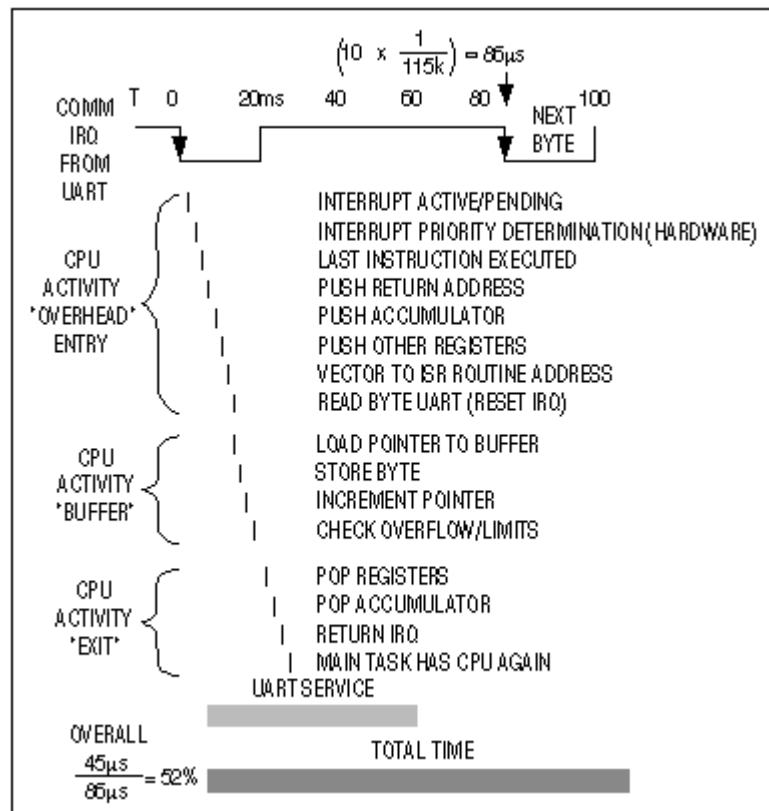 (10 x 1/115k) = 86µs
T 0 20ms 40 60 80 100
COMM
IRQ
FROM
UART
NEXT
BYTE
CPU
ACTIVITY
"OVERHEAD"
ENTRY
INTERRUPT ACTIVE/PENDING
INTERRUPT PRIORITY DETERMINATION (HARDWARE)
LAST INSTRUCTION EXECUTED
PUSH RETURN ADDRESS
PUSH ACCUMULATOR
PUSH OTHER REGISTERS
VECTOR TO ISR ROUTINE ADDRESS
READ BYTE UART (RESET IRQ)
CPU
ACTIVITY
"BUFFER"
LOAD POINTER TO BUFFER
STORE BYTE
INCREMENT POINTER
CHECK OVERFLOW/LIMITS
CPU
ACTIVITY
"EXIT"
POP REGISTERS
POP ACCUMULATOR
RETURN IRQ
MAIN TASK HAS CPU AGAIN
UART SERVICE
OVERALL
45µs/86µs = 52%
TOTAL TIME